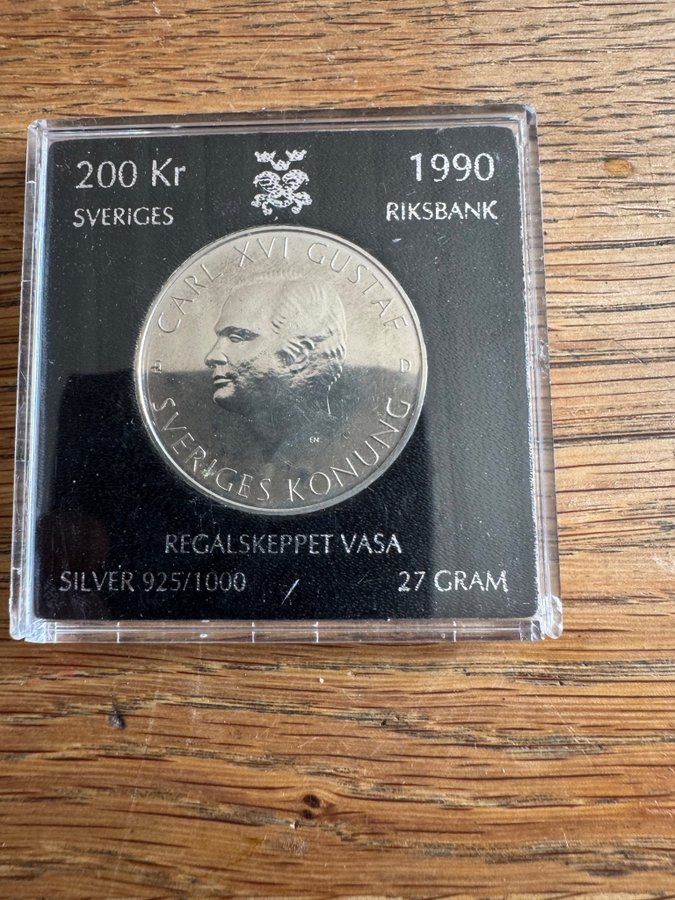 200 Kr
1990
SVERIGES
RIKSBANK
CARL XVI GUSTAF
D
SVERIGES KONUNG
EN
REGALSKEPPET VASA
SILVER 925/1000
27 GRAM